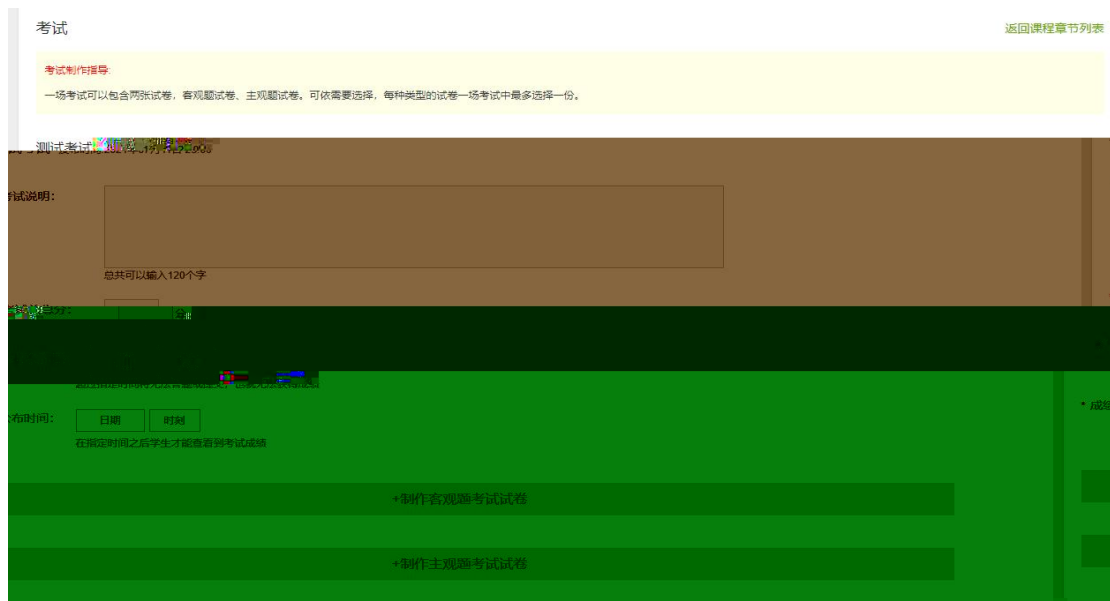 考试
返回课程章节列表
考试制作指导:
一场考试可以包含两张试卷，客观题试卷、主观题试卷。可依需要选择，每种类型的试卷一场考试中最多选择一份。
测试考试
考试说明：
总共可以输入120个字
分
布时间：
日期
时刻
* 成绩
在指定时间之后学生才能查看到考试成绩
+制作客观题考试试卷
+制作主观题考试试卷